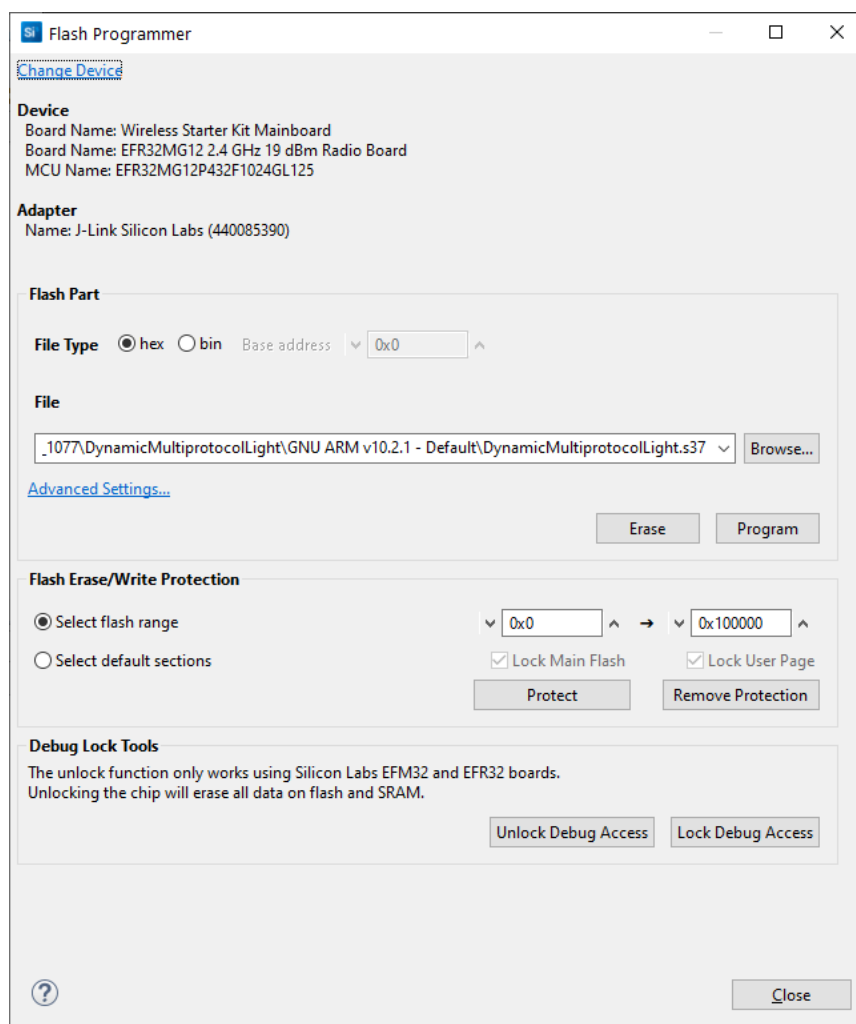 Si Flash Programmer
Change Device
Device
Board Name: Wireless Starter Kit Mainboard
Board Name: EFR32MG12 2.4 GHz 19 dBm Radio Board
MCU Name: EFR32MG12P432F1024GL125
Adapter
Name: J-Link Silicon Labs (440085390)
Flash Part
File Type hex bin Base address 0x0
File
_1077\DynamicMultiprotocolLight\GNU ARM v10.2.1 - Default\DynamicMultiprotocolLight.s37 Browse...
Advanced Settings...
Erase Program
Flash Erase/Write Protection
Select flash range 0x0 → 0x100000
Select default sections Lock Main Flash Lock User Page
Protect Remove Protection
Debug Lock Tools
The unlock function only works using Silicon Labs EFM32 and EFR32 boards.
Unlocking the chip will erase all data on flash and SRAM.
Unlock Debug Access Lock Debug Access
? Close